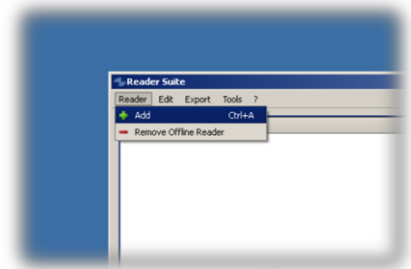 Reader Suite
Reader Edit Export Tools ?
Add Ctrl+A
Remove Offline Reader